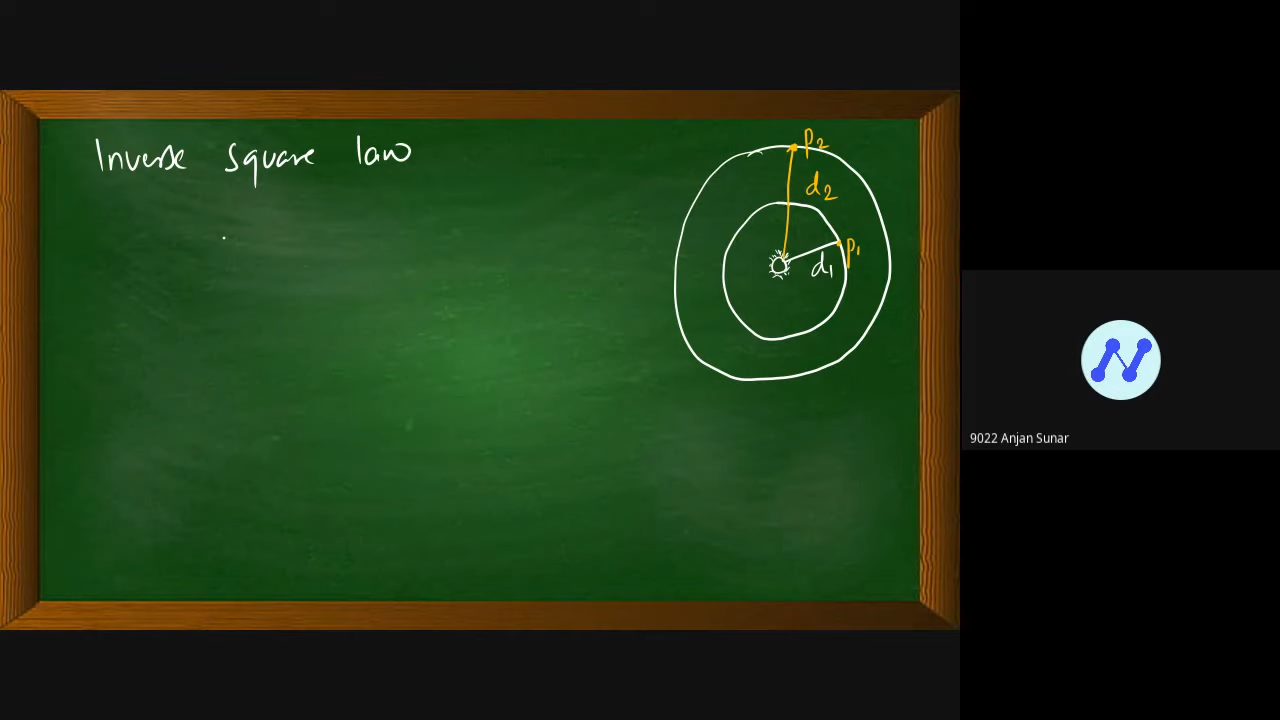 Inverse square law
P2
d2
P1
d1
9022 Anjan Sunar